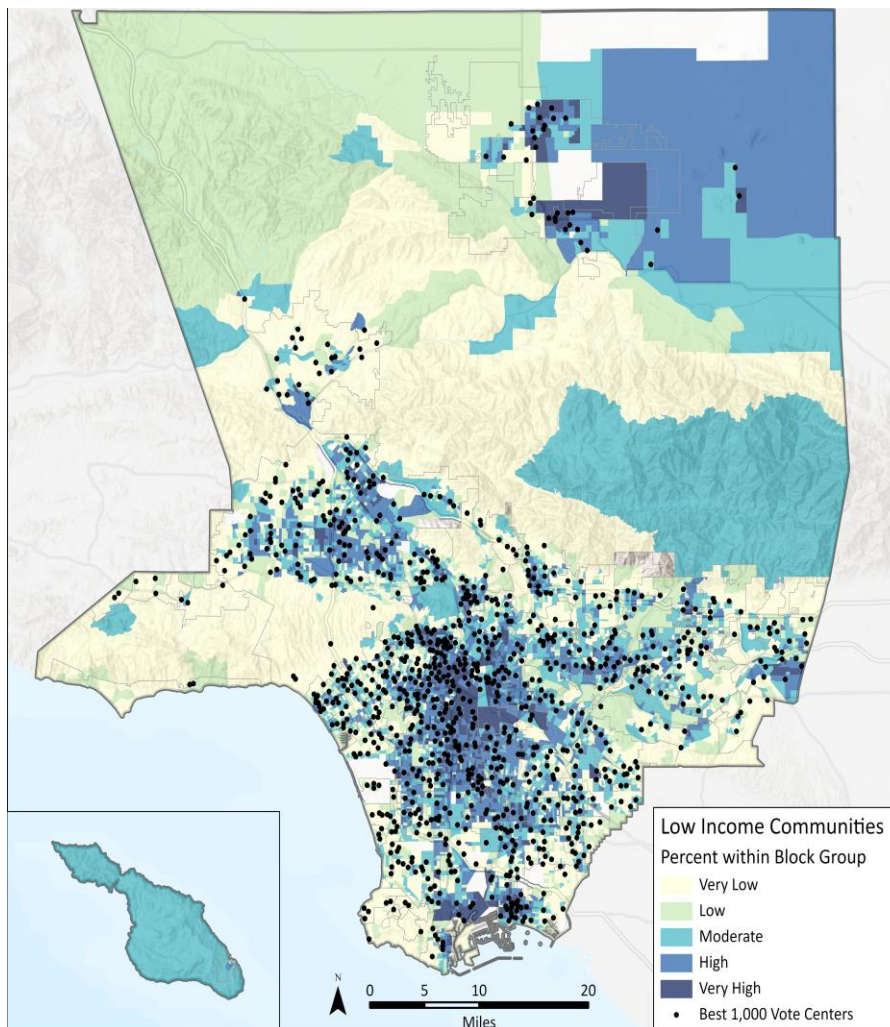 Low Income Communities
Percent within Block Group
Very Low
Low
Moderate
High
Very High
Best 1,000 Vote Centers
N
0 5 10 20
Miles